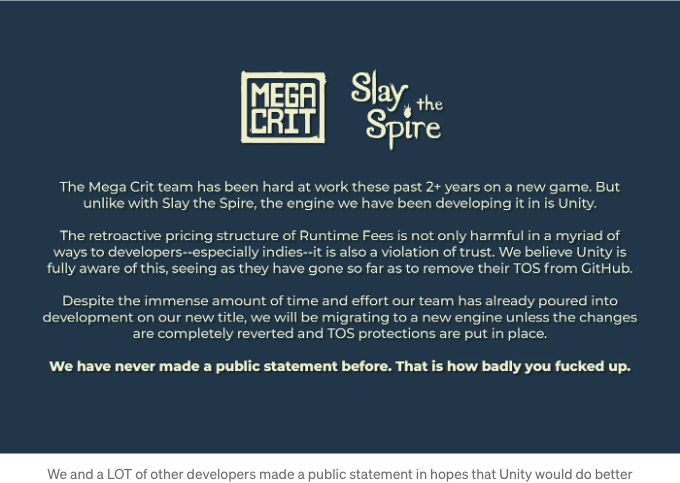 MEGA
CRIT
Slay
the
Spire
The Mega Crit team has been hard at work these past 2+ years on a new game. But
unlike with Slay the Spire, the engine we have been developing it in is Unity.
The retroactive pricing structure of Runtime Fees is not only harmful in a myriad of
ways to developers--especially indies--it is also a violation of trust. We believe Unity is
fully aware of this, seeing as they have gone so far as to remove their TOS from GitHub.
Despite the immense amount of time and effort our team has already poured into
development on our new title, we will be migrating to a new engine unless the changes
are completely reverted and TOS protections are put in place.
We have never made a public statement before. That is how badly you fucked up.
We and a LOT of other developers made a public statement in hopes that Unity would do better